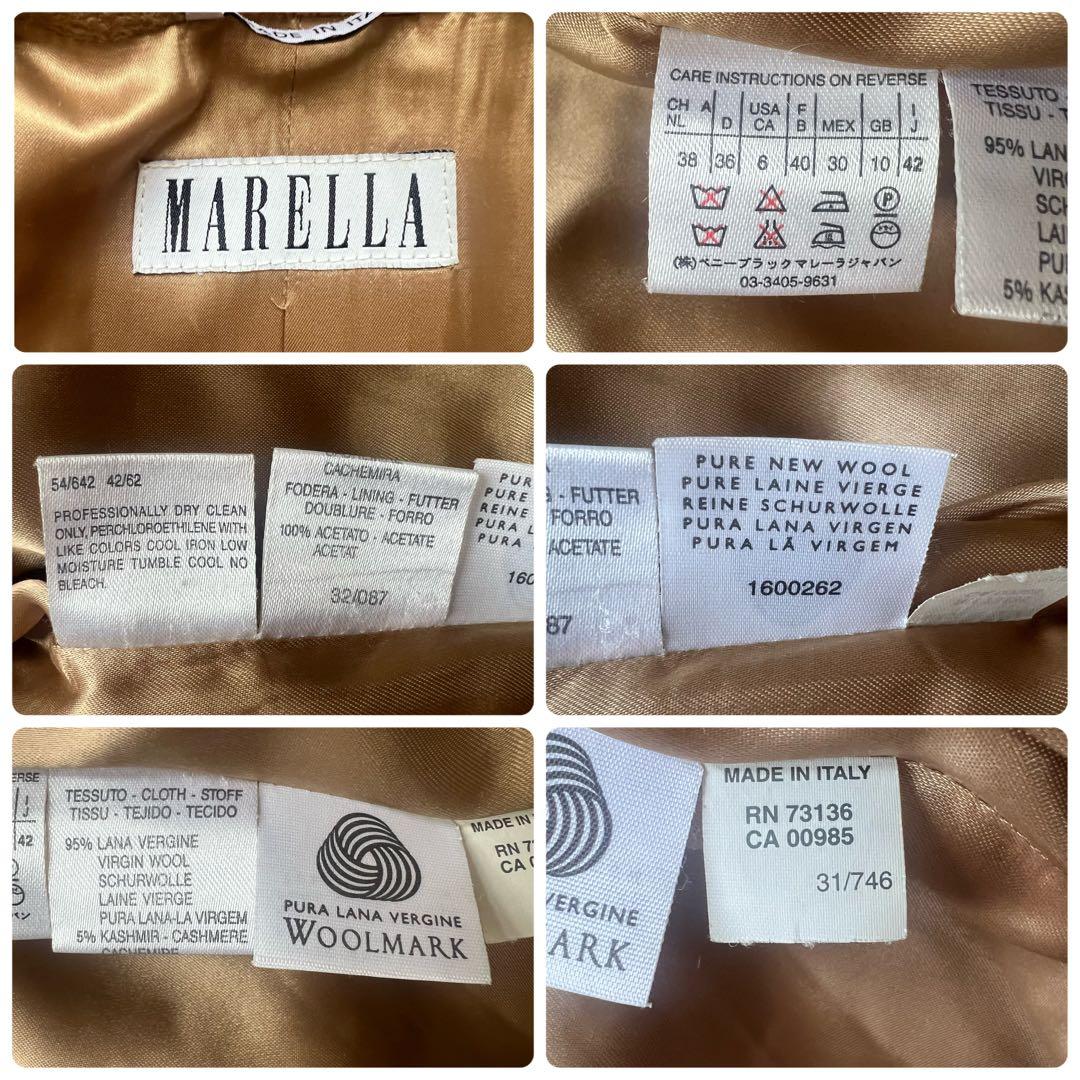 MADE IN ITA
MARELLA
CARE INSTRUCTIONS ON REVERSE
CH NL A D USA CA F B MEX GB I J
38 36 6 40 30 10 42
(株)ベニーブラックマレーラジャパン
03-3405-9631
TESSUTO -
TISSU - T
95% LAN
VIRG
SCH
LAI
PU
5% KAS
54/642 42/62
PROFESSIONALLY DRY CLEAN
ONLY, PERCHLOROETHILENE WITH
LIKE COLORS COOL IRON LOW
MOISTURE TUMBLE COOL NO
BLEACH.
CACHEMIRA
FODERA - LINING - FUTTER
DOUBLURE - FORRO
100% ACETATO - ACETATE
ACETAT
32/087
PUR
PURE
REINE
PURA
PURA L
160
- FUTTER
FORRO
ACETATE
87
PURE NEW WOOL
PURE LAINE VIERGE
REINE SCHURWOLLE
PURA LANA VIRGEN
PURA LÃ VIRGEM
1600262
ERSE
I
J
42
パン
TESSUTO - CLOTH - STOFF
TISSU - TEJIDO - TECIDO
95% LANA VERGINE
VIRGIN WOOL
SCHURWOLLE
LAINE VIERGE
PURA LANA-LA VIRGEM
5% KASHMIR - CASHMERE
CACHEMIRE
PURA LANA VERGINE
WOOLMARK
MADE IN
RN 7
CA 0
VERGINE
MARK
MADE IN ITALY
RN 73136
CA 00985
31/746